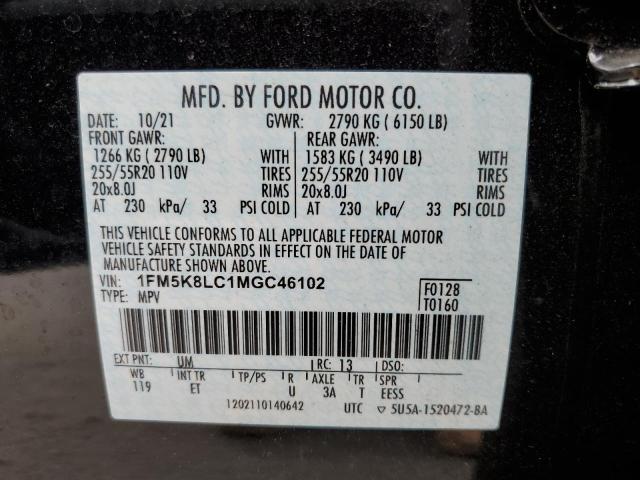 MFD. BY FORD MOTOR CO.
DATE: 10/21 GVWR: 2790 KG ( 6150 LB)
FRONT GAWR: REAR GAWR:
1266 KG ( 2790 LB) WITH 1583 KG ( 3490 LB) WITH
255/55R20 110V TIRES 255/55R20 110V TIRES
20x8.0J RIMS 20x8.0J RIMS
AT 230 kPa/ 33 PSI COLD AT 230 kPa/ 33 PSI COLD
THIS VEHICLE CONFORMS TO ALL APPLICABLE FEDERAL MOTOR
VEHICLE SAFETY STANDARDS IN EFFECT ON THE DATE OF
MANUFACTURE SHOWN ABOVE.
VIN: 1FM5K8LC1MGC46102 F0128
TYPE: MPV T0160
EXT PNT: UM RC: 13 DSO:
WB INT TR TP/PS R AXLE TR SPR
119 ET U 3A T EESS
1202110140642 UTC ▽ 5U5A-1520472-BA